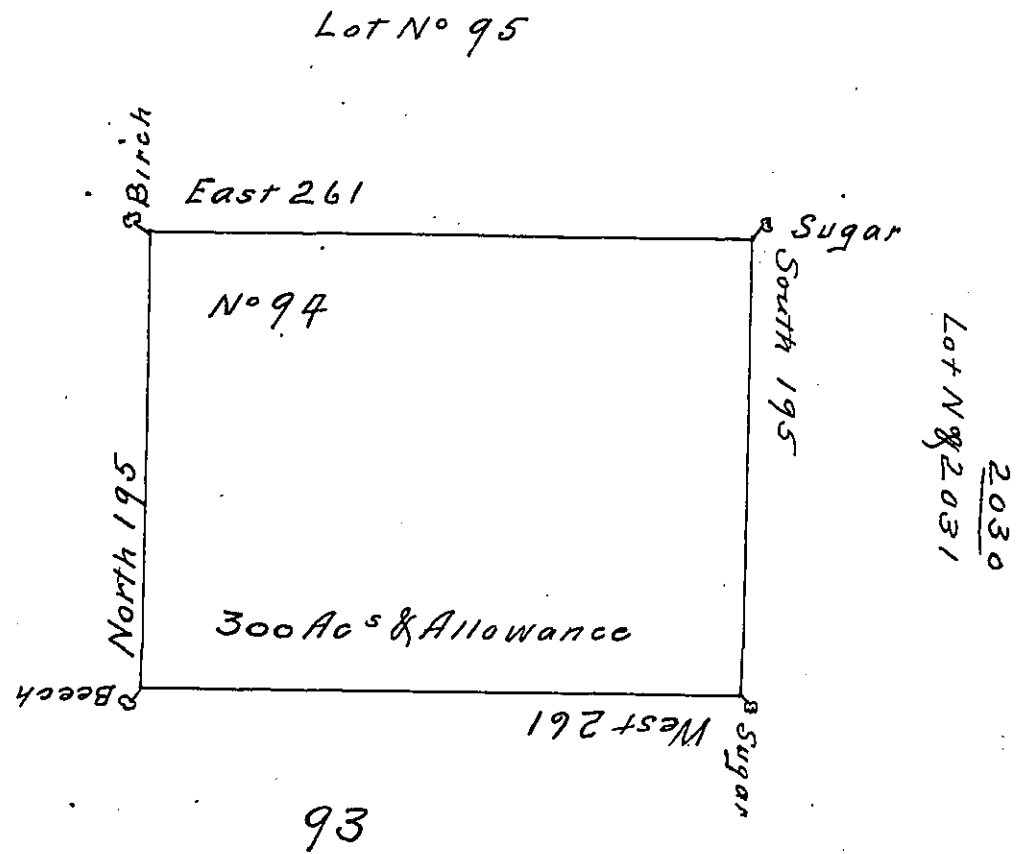 Lot Nº 95
Birch
East 261
Sugar
Nº 94
South 195
2030
Lot Nº 2031
North 195
300 Acˢ & Allowance
Beech
West 261
Sugar
93